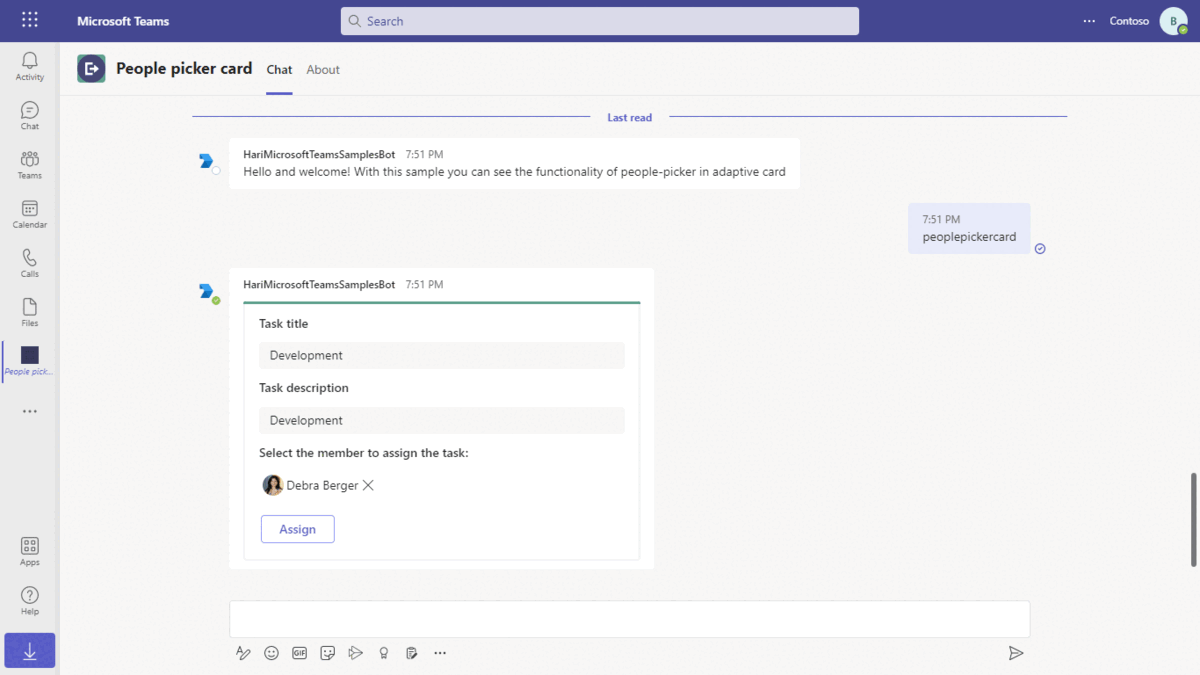 Microsoft Teams
Search
Contoso
B
Activity
Chat
Teams
Calendar
Calls
Files
People pick...
Apps
Help
People picker card
Chat
About
Last read
HariMicrosoftTeamsSamplesBot 7:51 PM
Hello and welcome! With this sample you can see the functionality of people-picker in adaptive card
7:51 PM
peoplepickercard
HariMicrosoftTeamsSamplesBot 7:51 PM
Task title
Development
Task description
Development
Select the member to assign the task:
Debra Berger
Assign
GIF